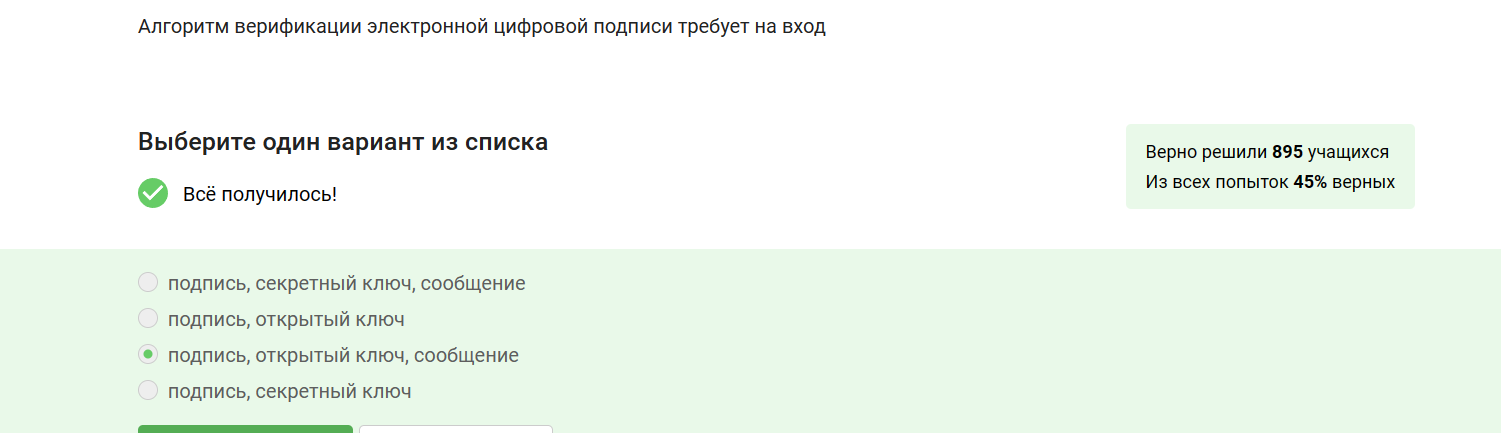 Алгоритм верификации электронной цифровой подписи требует на вход
Выберите один вариант из списка
Всё получилось!
Верно решили 895 учащихся
Из всех попыток 45% верных
подпись, секретный ключ, сообщение
подпись, открытый ключ
подпись, открытый ключ, сообщение
подпись, секретный ключ